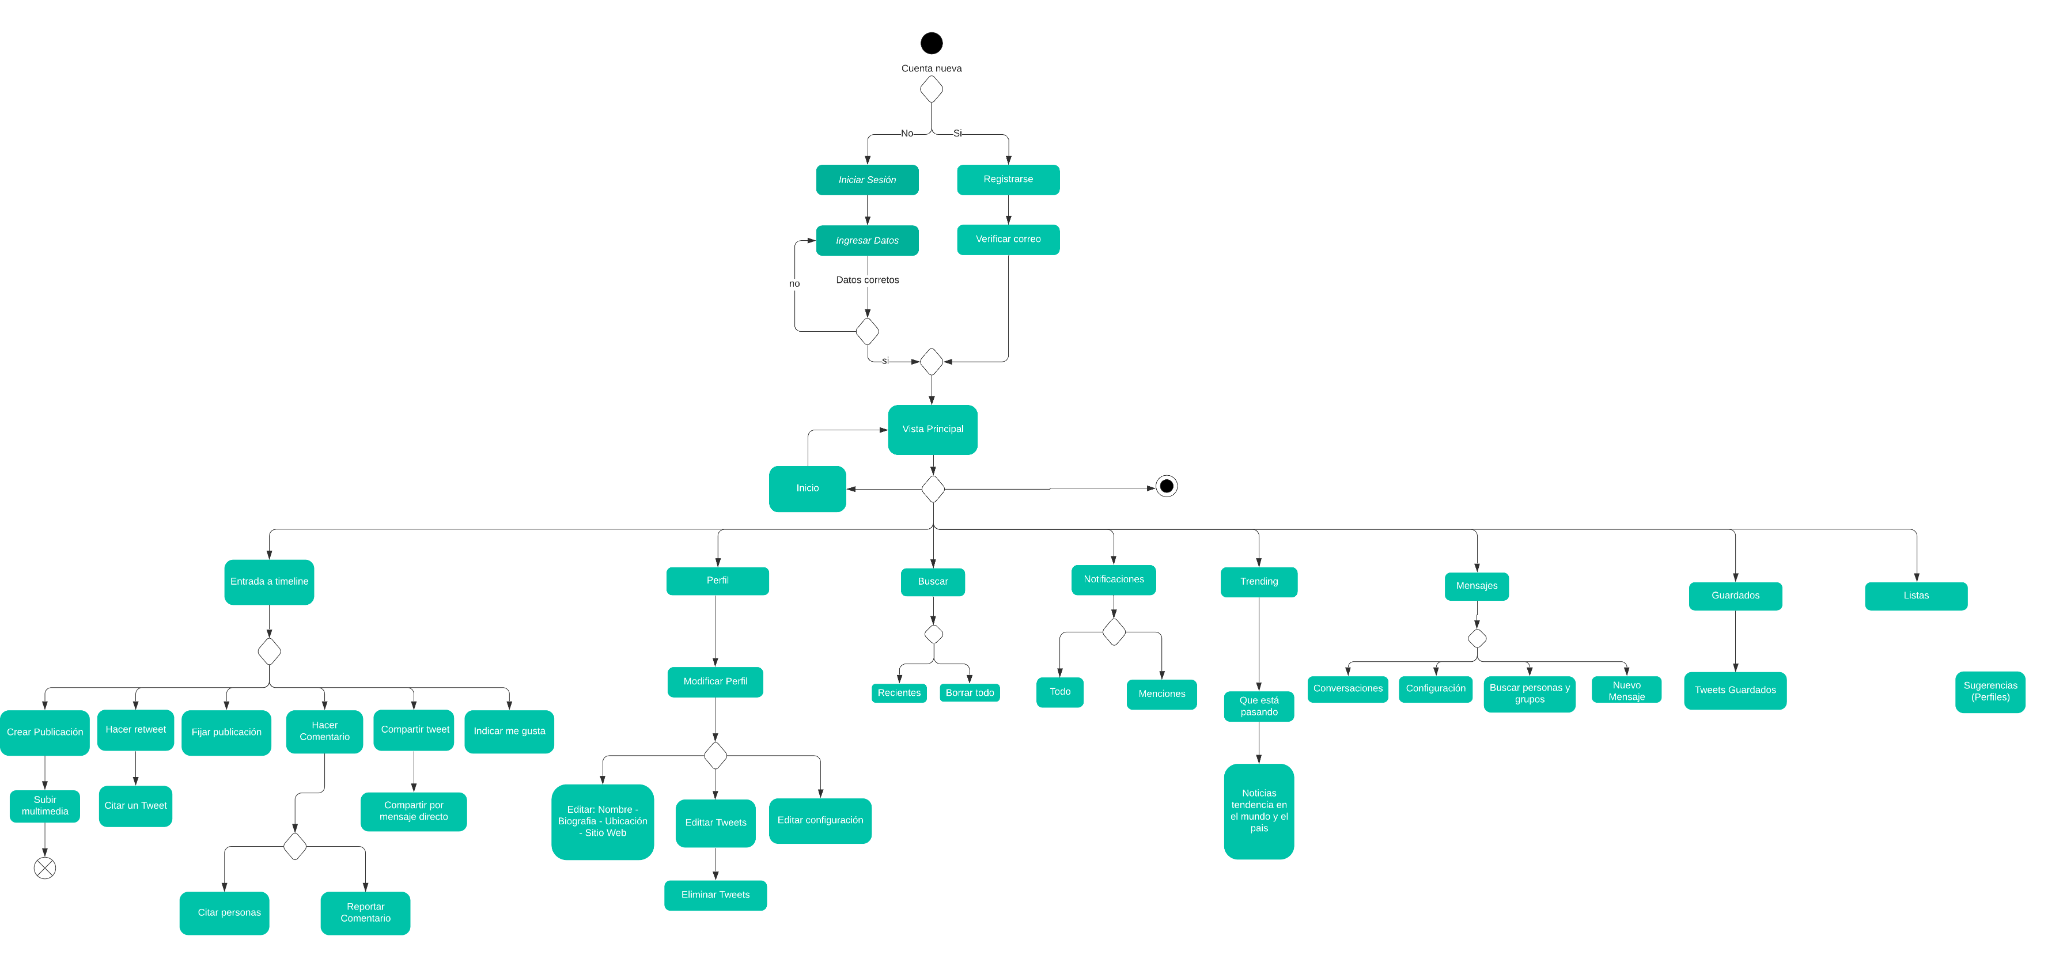 Cuenta nueva
No
Si
Iniciar Sesión
Registrarse
Ingresar Datos
Verificar correo
Datos corretos
no
si
Vista Principal
Inicio
Entrada a timeline
Perfil
Buscar
Notificaciones
Trending
Mensajes
Guardados
Listas
Modificar Perfil
Recientes
Borrar todo
Todo
Menciones
Que está
pasando
Conversaciones
Configuración
Buscar personas y
grupos
Nuevo
Mensaje
Tweets Guardados
Sugerencias
(Perfiles)
Crear Publicación
Hacer retweet
Fijar publicación
Hacer
Comentario
Compartir tweet
Indicar me gusta
Subir
multimedia
Citar un Tweet
Compartir por
mensaje directo
Editar: Nombre -
Biografia - Ubicación
- Sitio Web
Edittar Tweets
Editar configuración
Noticias
tendencia en
el mundo y el
pais
Eliminar Tweets
Citar personas
Reportar
Comentario